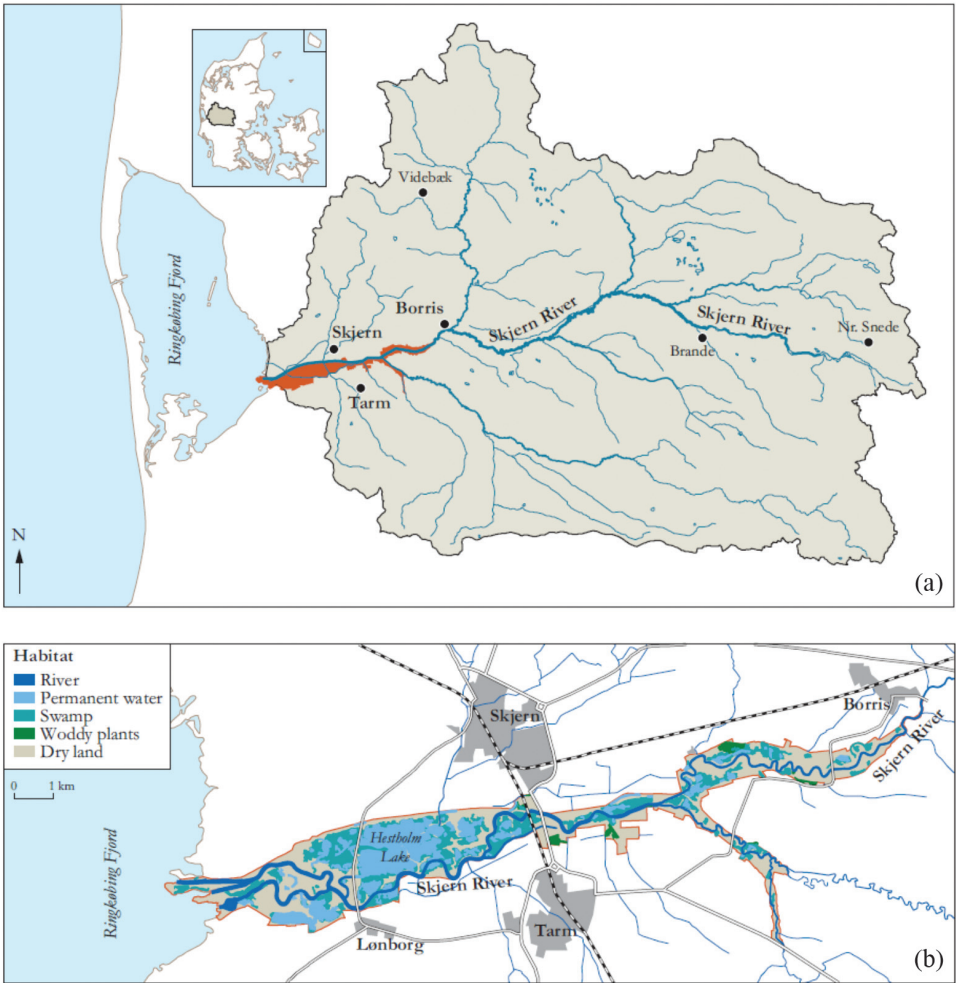 Videbæk
Ringkøbing Fjord
Borris
Skjern River
Skjern River
Skjern
Nr. Snede
Brande
Tarm
N
(a)
Habitat
River
Permanent water
Swamp
Woddy plants
Dry land
0 1 km
Skjern
Borris
Skjern River
Hestholm
Lake
Ringkøbing Fjord
Skjern River
Tarm
Lønborg
(b)